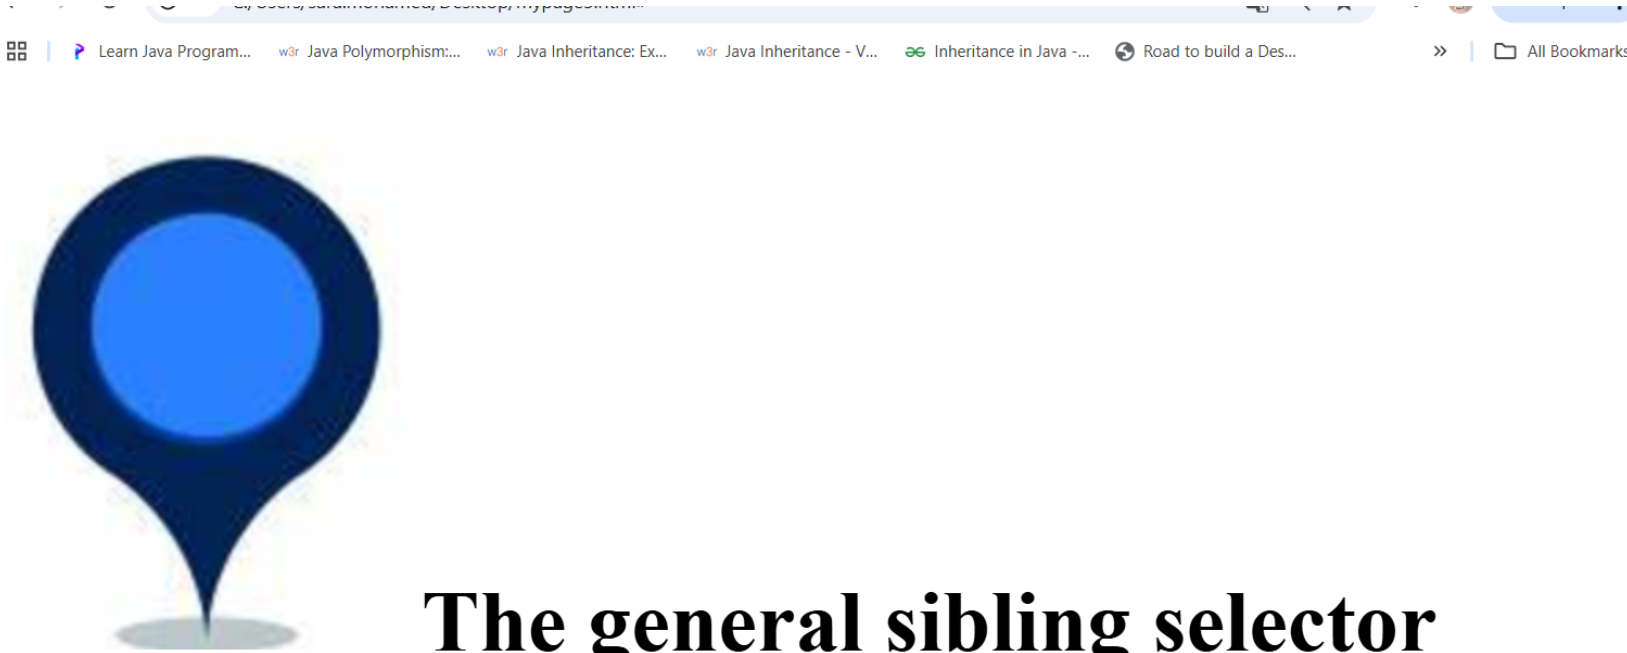 Learn Java Program... w3r Java Polymorphism:... w3r Java Inheritance: Ex... w3r Java Inheritance - V... Inheritance in Java -... Road to build a Des... » All Bookmarks
The general sibling selector